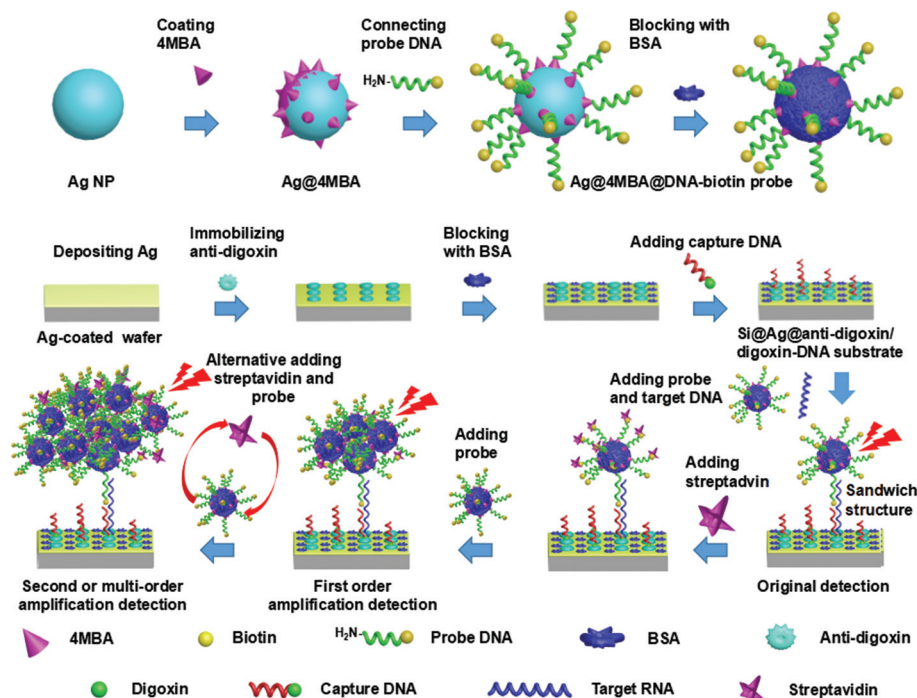 Coating
4MBA
Connecting
probe DNA
H₂N-
Blocking with
BSA
Ag NP
Ag@4MBA
Ag@4MBA@DNA-biotin probe
Depositing Ag
Immobilizing
anti-digoxin
Blocking
with BSA
Adding capture DNA
Ag-coated wafer
Si@Ag@anti-digoxin/
digoxin-DNA substrate
Alternative adding
streptavidin and
probe
Adding probe
and target DNA
Adding
probe
Adding
streptadvin
Sandwich
structure
Second or multi-order
amplification detection
First order
amplification detection
Original detection
4MBA
Biotin
H₂N-
Probe DNA
BSA
Anti-digoxin
Digoxin
Capture DNA
Target RNA
Streptavidin